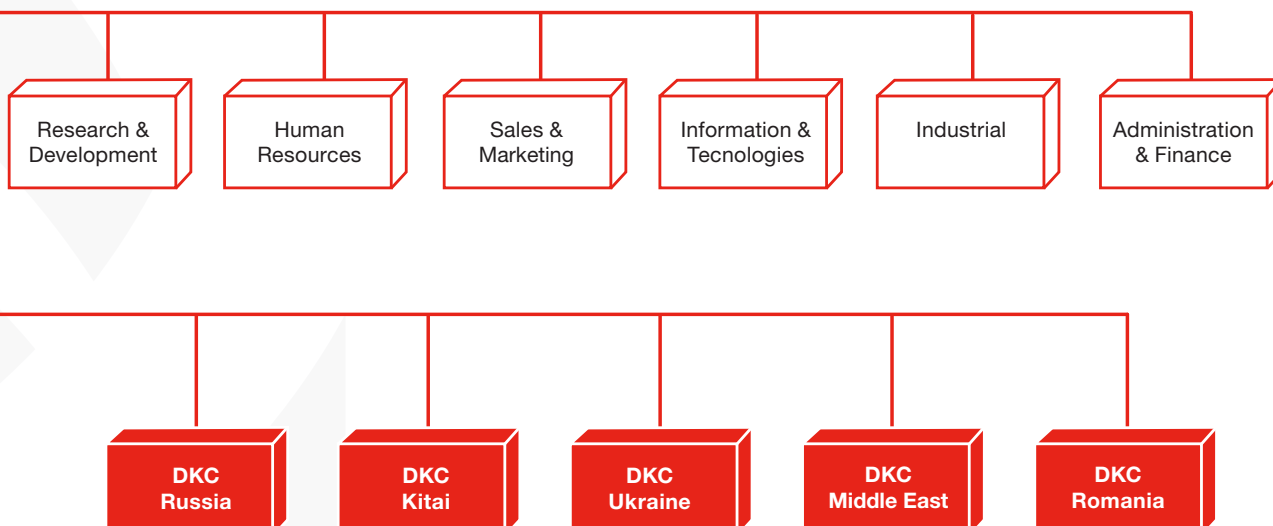 Research &
Development
Human
Resources
Sales &
Marketing
Information &
Tecnologies
Industrial
Administration
& Finance
DKC
Russia
DKC
Kitai
DKC
Ukraine
DKC
Middle East
DKC
Romania